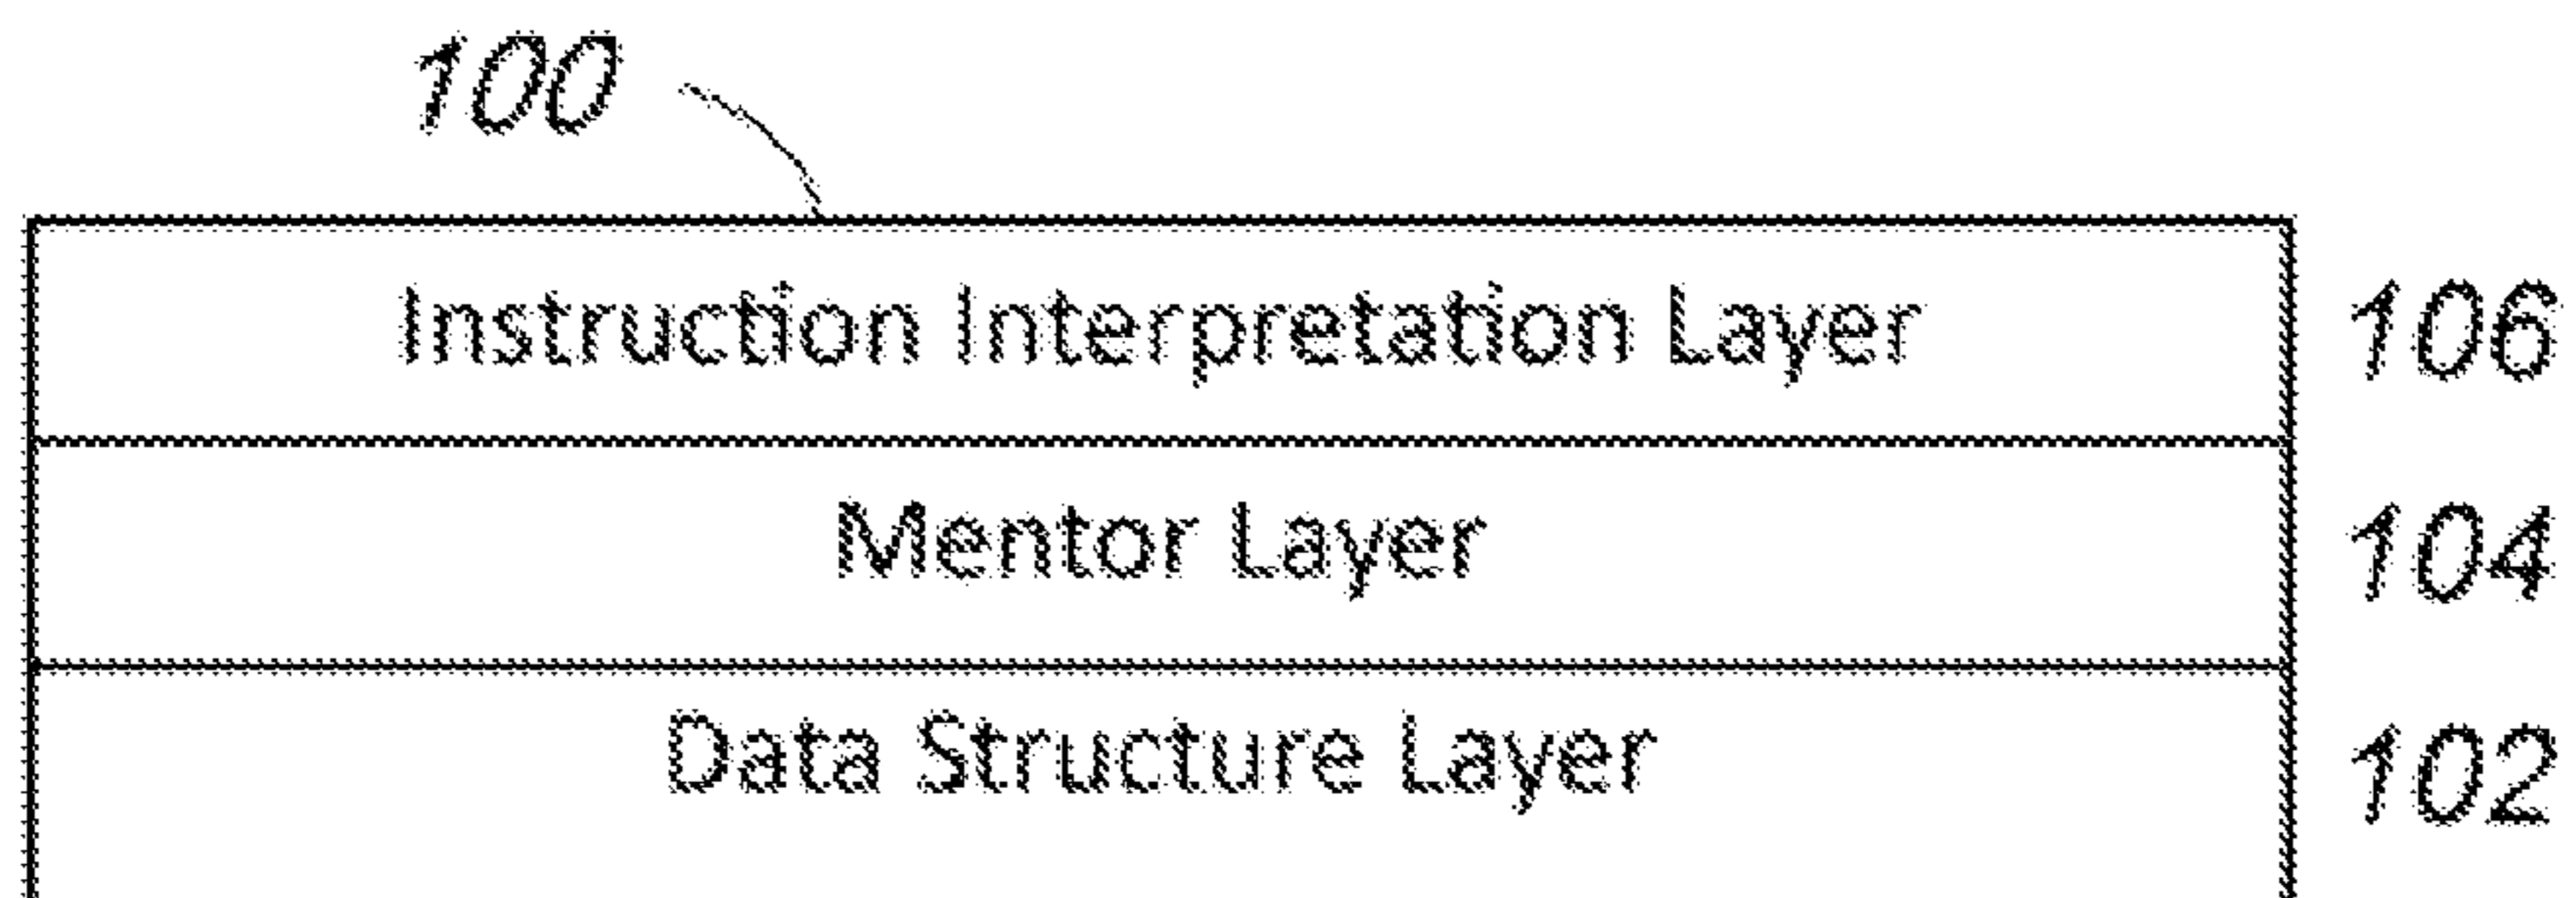 100
Instruction Interpretation Layer 106
Mentor Layer 104
Data Structure Layer 102